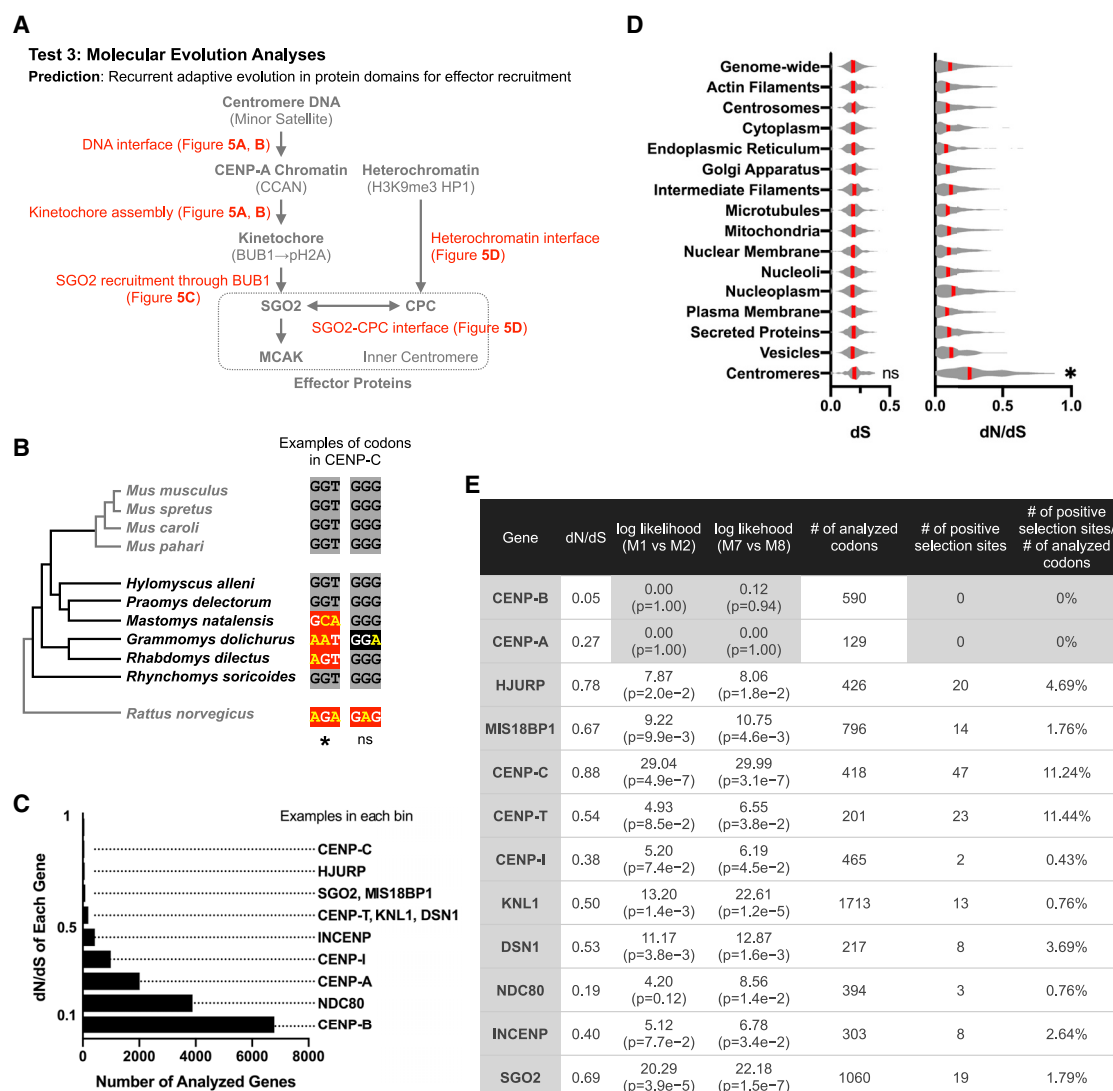 A
Test 3: Molecular Evolution Analyses
Prediction: Recurrent adaptive evolution in protein domains for effector recruitment
Centromere DNA
(Minor Satellite)
DNA interface (Figure 5A, B)
CENP-A Chromatin
(CCAN)
Heterochromatin
(H3K9me3 HP1)
Kinetochore assembly (Figure 5A, B)
Kinetochore
(BUB1→pH2A)
Heterochromatin interface
(Figure 5D)
SGO2 recruitment through BUB1
(Figure 5C)
SGO2
CPC
SGO2-CPC interface (Figure 5D)
MCAK
Inner Centromere
Effector Proteins
B
Examples of codons
in CENP-C
Mus musculus GGT GGG
Mus spretus GGT GGG
Mus caroli GGT GGG
Mus pahari GGT GGG
Hylomyscus alleni GGT GGG
Praomys delectorum GGT GGG
Mastomys natalensis GCA GGG
Grammomys dolichurus AAT GGA
Rhabdomys dilectus AGT GGG
Rhynchomys soricoides GGT GGG
Rattus norvegicus AGA GAG
* ns
C
Examples in each bin
dN/dS of Each Gene
1
0.5
0.1
CENP-C
HJURP
SGO2, MIS18BP1
CENP-T, KNL1, DSN1
INCENP
CENP-I
CENP-A
NDC80
CENP-B
0 2000 4000 6000 8000
Number of Analyzed Genes
D
Genome-wide
Actin Filaments
Centrosomes
Cytoplasm
Endoplasmic Reticulum
Golgi Apparatus
Intermediate Filaments
Microtubules
Mitochondria
Nuclear Membrane
Nucleoli
Nucleoplasm
Plasma Membrane
Secreted Proteins
Vesicles
Centromeres
ns *
0.0 0.5 0.0 0.5 1.0
dS dN/dS
E
Gene dN/dS log likelihood (M1 vs M2) log likehood (M7 vs M8) # of analyzed codons # of positive selection sites # of positive selection sites/ # of analyzed codons
CENP-B 0.05 0.00 (p=1.00) 0.12 (p=0.94) 590 0 0%
CENP-A 0.27 0.00 (p=1.00) 0.00 (p=1.00) 129 0 0%
HJURP 0.78 7.87 (p=2.0e-2) 8.06 (p=1.8e-2) 426 20 4.69%
MIS18BP1 0.67 9.22 (p=9.9e-3) 10.75 (p=4.6e-3) 796 14 1.76%
CENP-C 0.88 29.04 (p=4.9e-7) 29.99 (p=3.1e-7) 418 47 11.24%
CENP-T 0.54 4.93 (p=8.5e-2) 6.55 (p=3.8e-2) 201 23 11.44%
CENP-I 0.38 5.20 (p=7.4e-2) 6.19 (p=4.5e-2) 465 2 0.43%
KNL1 0.50 13.20 (p=1.4e-3) 22.61 (p=1.2e-5) 1713 13 0.76%
DSN1 0.53 11.17 (p=3.8e-3) 12.87 (p=1.6e-3) 217 8 3.69%
NDC80 0.19 4.20 (p=0.12) 8.56 (p=1.4e-2) 394 3 0.76%
INCENP 0.40 5.12 (p=7.7e-2) 6.78 (p=3.4e-2) 303 8 2.64%
SGO2 0.69 20.29 (p=3.9e-5) 22.18 (p=1.5e-7) 1060 19 1.79%